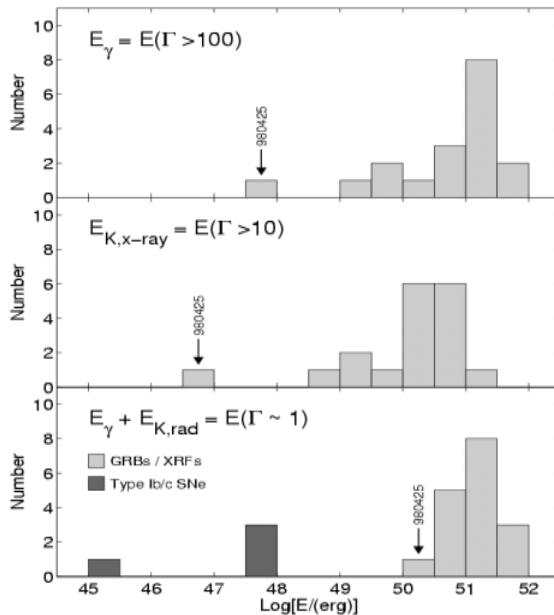 10
8
6
4
2
0
Number
E_γ = E(Γ >100)
980425
10
8
6
4
2
0
Number
E_K,x-ray = E(Γ >10)
980425
10
8
6
4
2
0
Number
E_γ + E_K,rad = E(Γ ~ 1)
GRBs / XRFs
Type Ib/c SNe
980425
45 46 47 48 49 50 51 52
Log[E/(erg)]